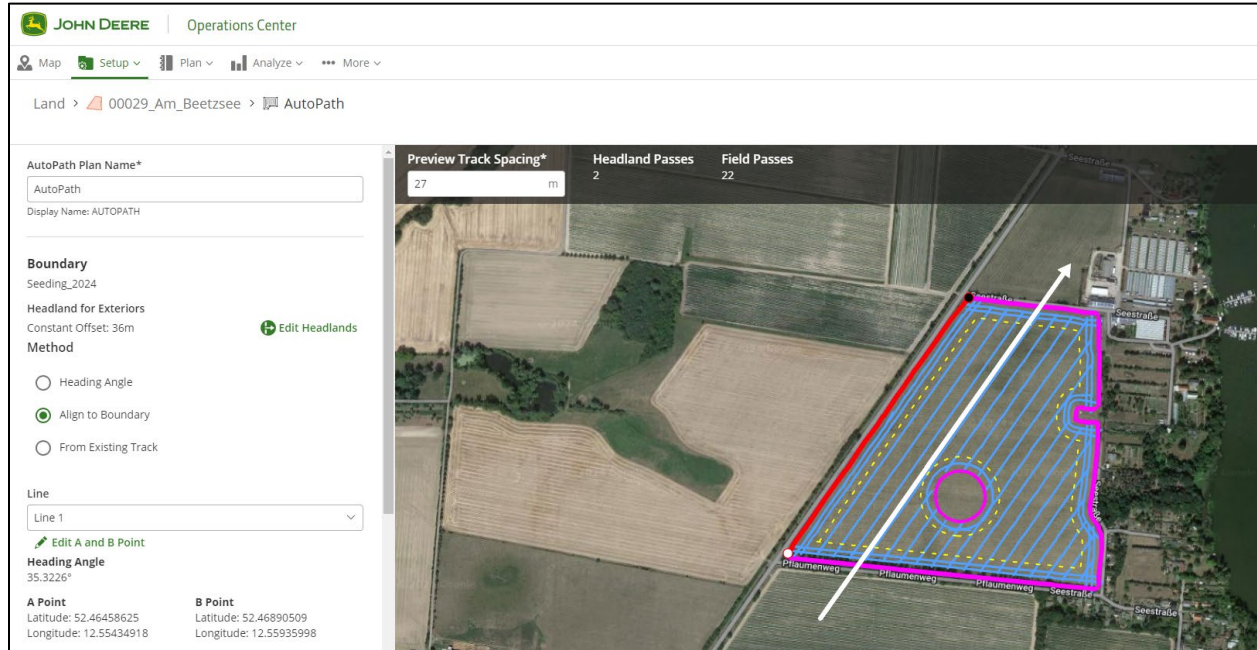 JOHN DEERE Operations Center
Map Setup Plan Analyze More
Land > 00029_Am_Beetzsee > AutoPath
AutoPath Plan Name*
AutoPath
Display Name: AUTOPATH
Boundary
Seeding_2024
Headland for Exteriors
Constant Offset: 36m Edit Headlands
Method
Heading Angle
Align to Boundary
From Existing Track
Line
Line 1
Edit A and B Point
Heading Angle
35.3226°
A Point B Point
Latitude: 52.46458625 Latitude: 52.46890509
Longitude: 12.55434918 Longitude: 12.55935998
Preview Track Spacing* Headland Passes Field Passes
27 m 2 22
Seestraße
Seestraße
Seestraße
Seestraße
Pflaumenweg Pflaumenweg Pflaumenweg Seestraße
Seestraße